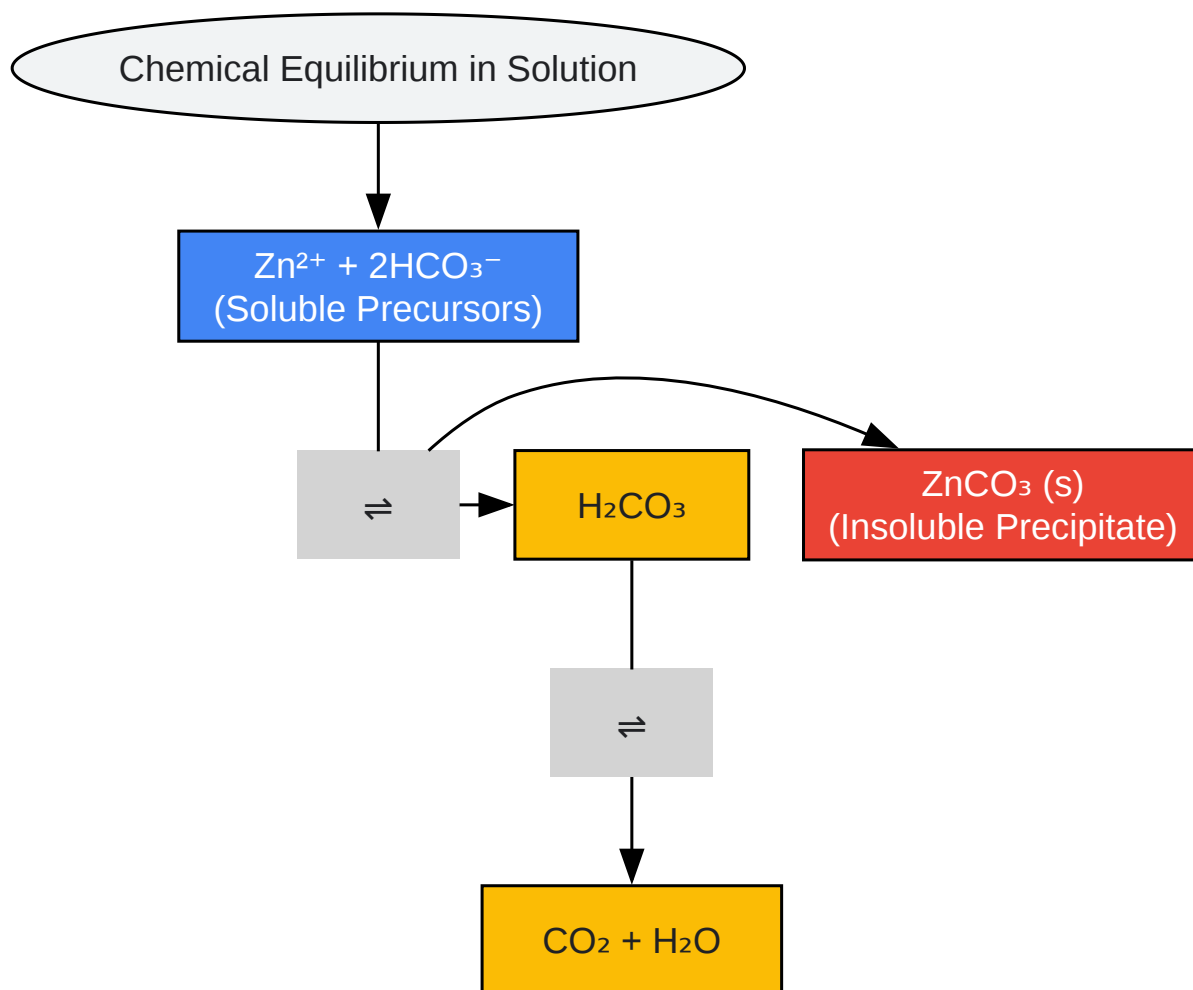 Chemical Equilibrium in Solution
Zn²⁺ + 2HCO₃⁻
(Soluble Precursors)
⇌
H₂CO₃
ZnCO₃ (s)
(Insoluble Precipitate)
⇌
CO₂ + H₂O